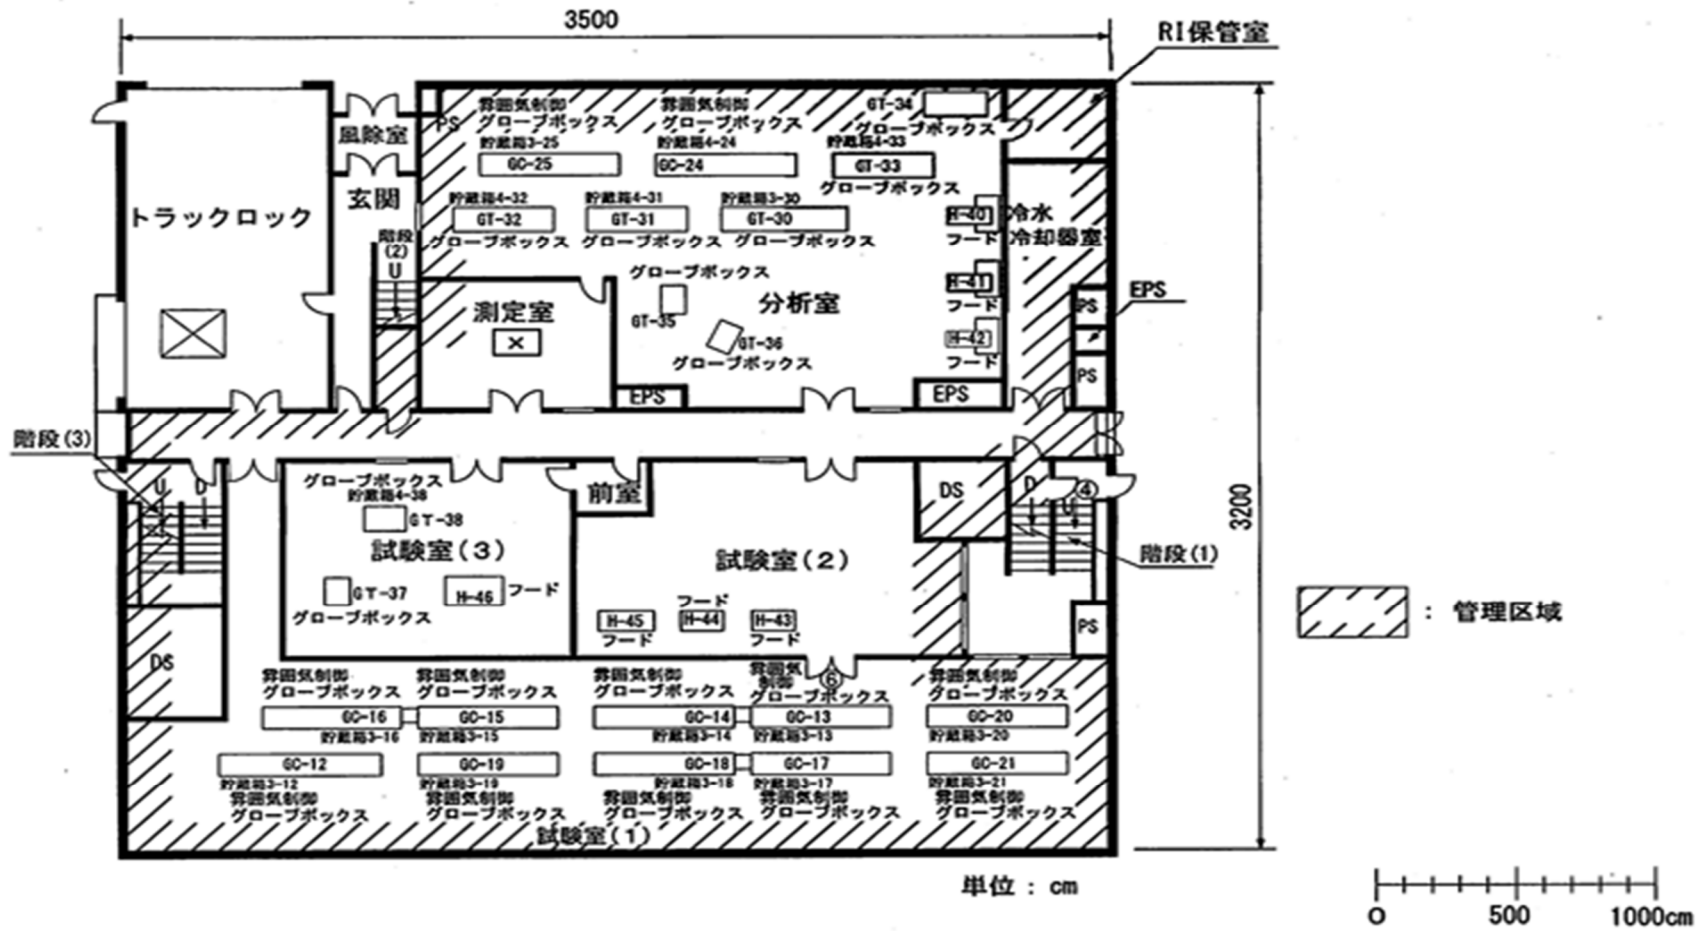 3500
RI保管室
雰囲気制御
グローブボックス
雰囲気制御
グローブボックス
GT-34
グローブボックス
PS
風除室
貯蔵箱3-25
GC-25
貯蔵箱4-24
GC-24
貯蔵箱4-33
GT-33
グローブボックス
玄関
トラックロック
貯蔵箱4-32
GT-32
グローブボックス
貯蔵箱4-31
GT-31
グローブボックス
貯蔵箱3-30
GT-30
グローブボックス
H-40
フード
冷水
冷却器室
階段
(2)
U
グローブボックス
GT-35
分析室
H-41
フード
EPS
PS
測定室
GT-36
グローブボックス
H-42
フード
PS
EPS
EPS
階段(3)
U
D
グローブボックス
貯蔵箱4-38
GT-38
試験室(3)
GT-37
グローブボックス
H-46
フード
前室
試験室(2)
DS
D
U
④
階段(1)
3200
：管理区域
フード
H-45
フード
H-44
H-43
フード
PS
DS
雰囲気制御
グローブボックス
GC-16
貯蔵箱3-16
雰囲気制御
グローブボックス
GC-15
貯蔵箱3-15
雰囲気制御
グローブボックス
GC-14
貯蔵箱3-14
雰囲気
制御
⑥
グローブボックス
GC-13
貯蔵箱3-13
雰囲気制御
グローブボックス
GC-20
貯蔵箱3-20
GC-12
貯蔵箱3-12
雰囲気制御
グローブボックス
GC-19
貯蔵箱3-19
雰囲気制御
グローブボックス
GC-18
貯蔵箱3-18
雰囲気制御
グローブボックス
GC-17
貯蔵箱3-17
雰囲気制御
グローブボックス
GC-21
貯蔵箱3-21
雰囲気制御
グローブボックス
試験室(1)
単位：cm
0
500
1000cm